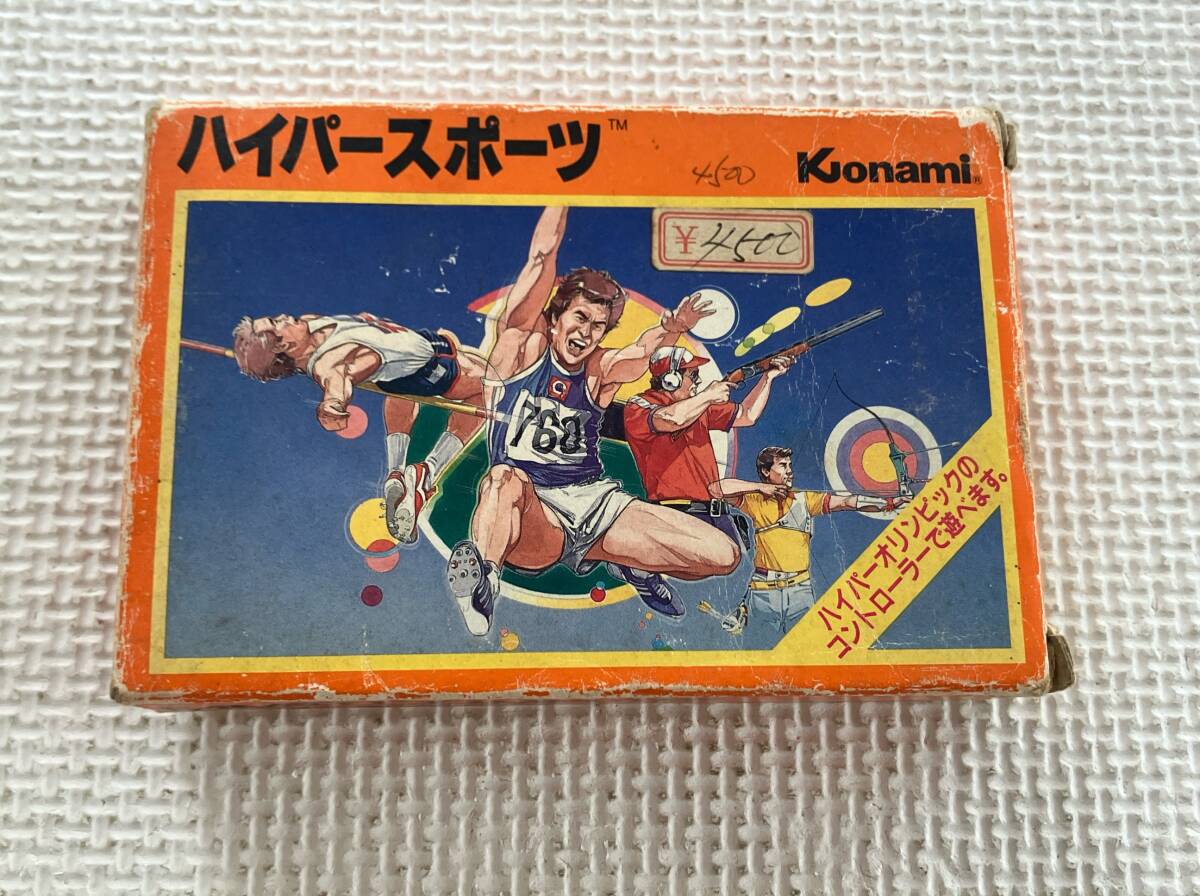 ハイパースポーツ™
4500
Konami®
¥4500
760
ハイパーオリンピックの
コントローラーで遊べます。